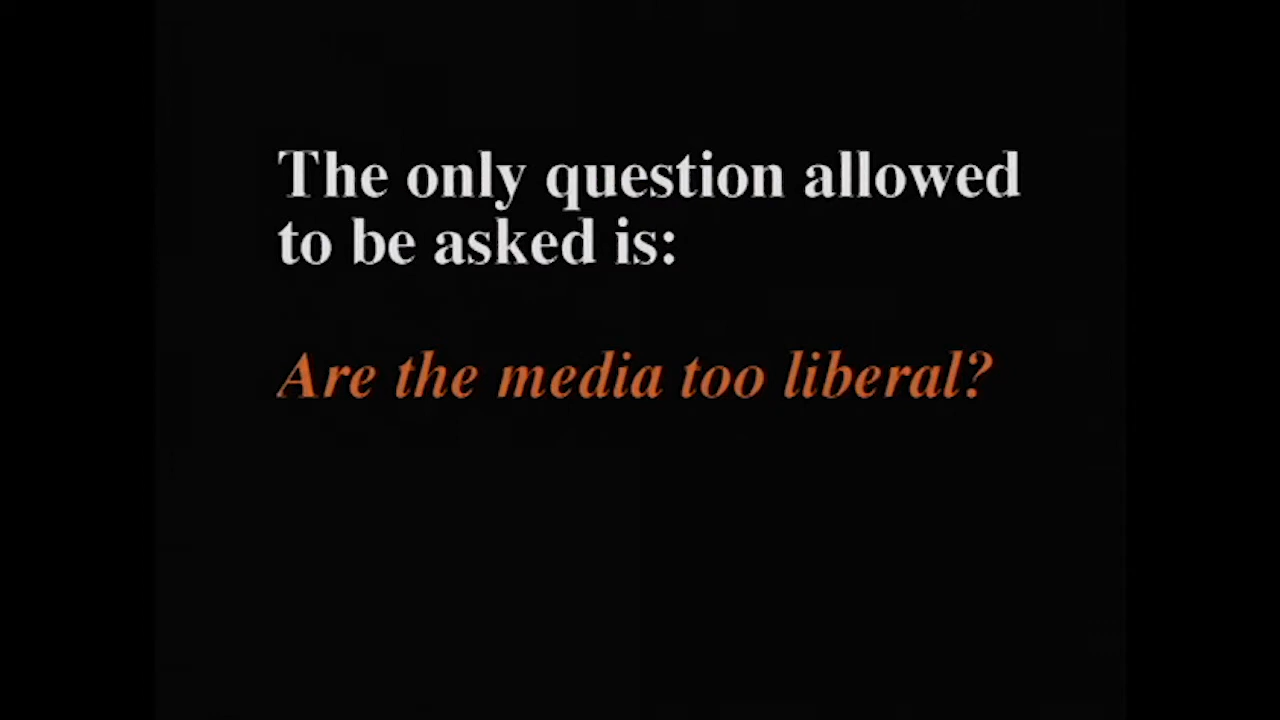 The only question allowed
to be asked is:
Are the media too liberal?